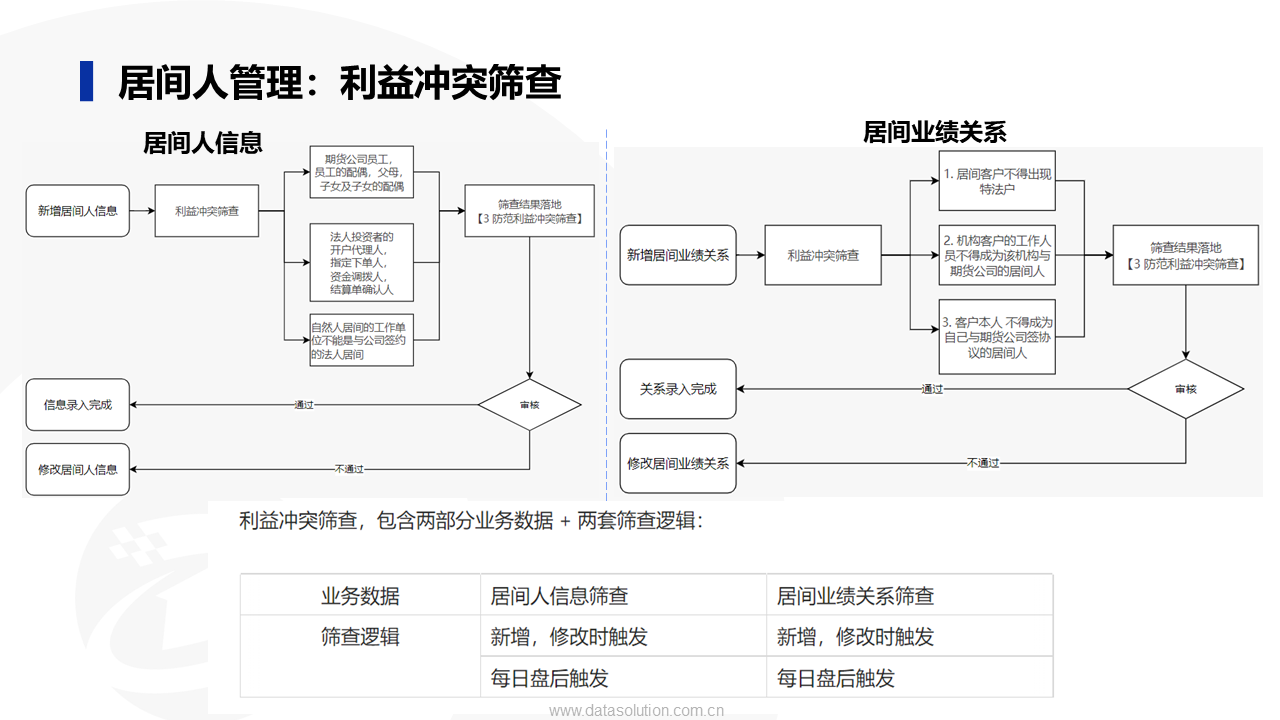 居间人管理：利益冲突筛查
居间人信息
新增居间人信息
利益冲突筛查
期货公司员工，
员工的配偶，父母，
子女及子女的配偶
法人投资者的
开户代理人，
指定下单人，
资金调拨人，
结算单确认人
自然人居间的工作单
位不能是与公司签约
的法人居间
筛查结果落地
【3 防范利益冲突筛查】
审核
通过
信息录入完成
不通过
修改居间人信息
居间业绩关系
新增居间业绩关系
利益冲突筛查
1. 居间客户不得出现
特法户
2. 机构客户的工作人
员不得成为该机构与
期货公司的居间人
3. 客户本人 不得成为
自己与期货公司签协
议的居间人
筛查结果落地
【3 防范利益冲突筛查】
审核
通过
关系录入完成
不通过
修改居间业绩关系
利益冲突筛查，包含两部分业务数据 + 两套筛查逻辑：
业务数据 居间人信息筛查 居间业绩关系筛查
筛查逻辑 新增，修改时触发 新增，修改时触发
每日盘后触发 每日盘后触发
www.datasolution.com.cn